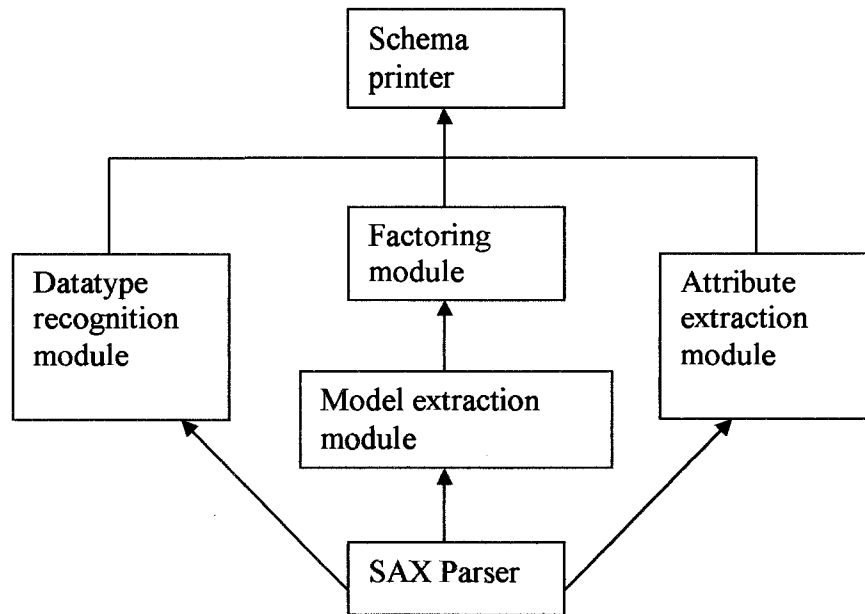 Schema
printer
Factoring
module
Datatype
recognition
module
Attribute
extraction
module
Model extraction
module
SAX Parser